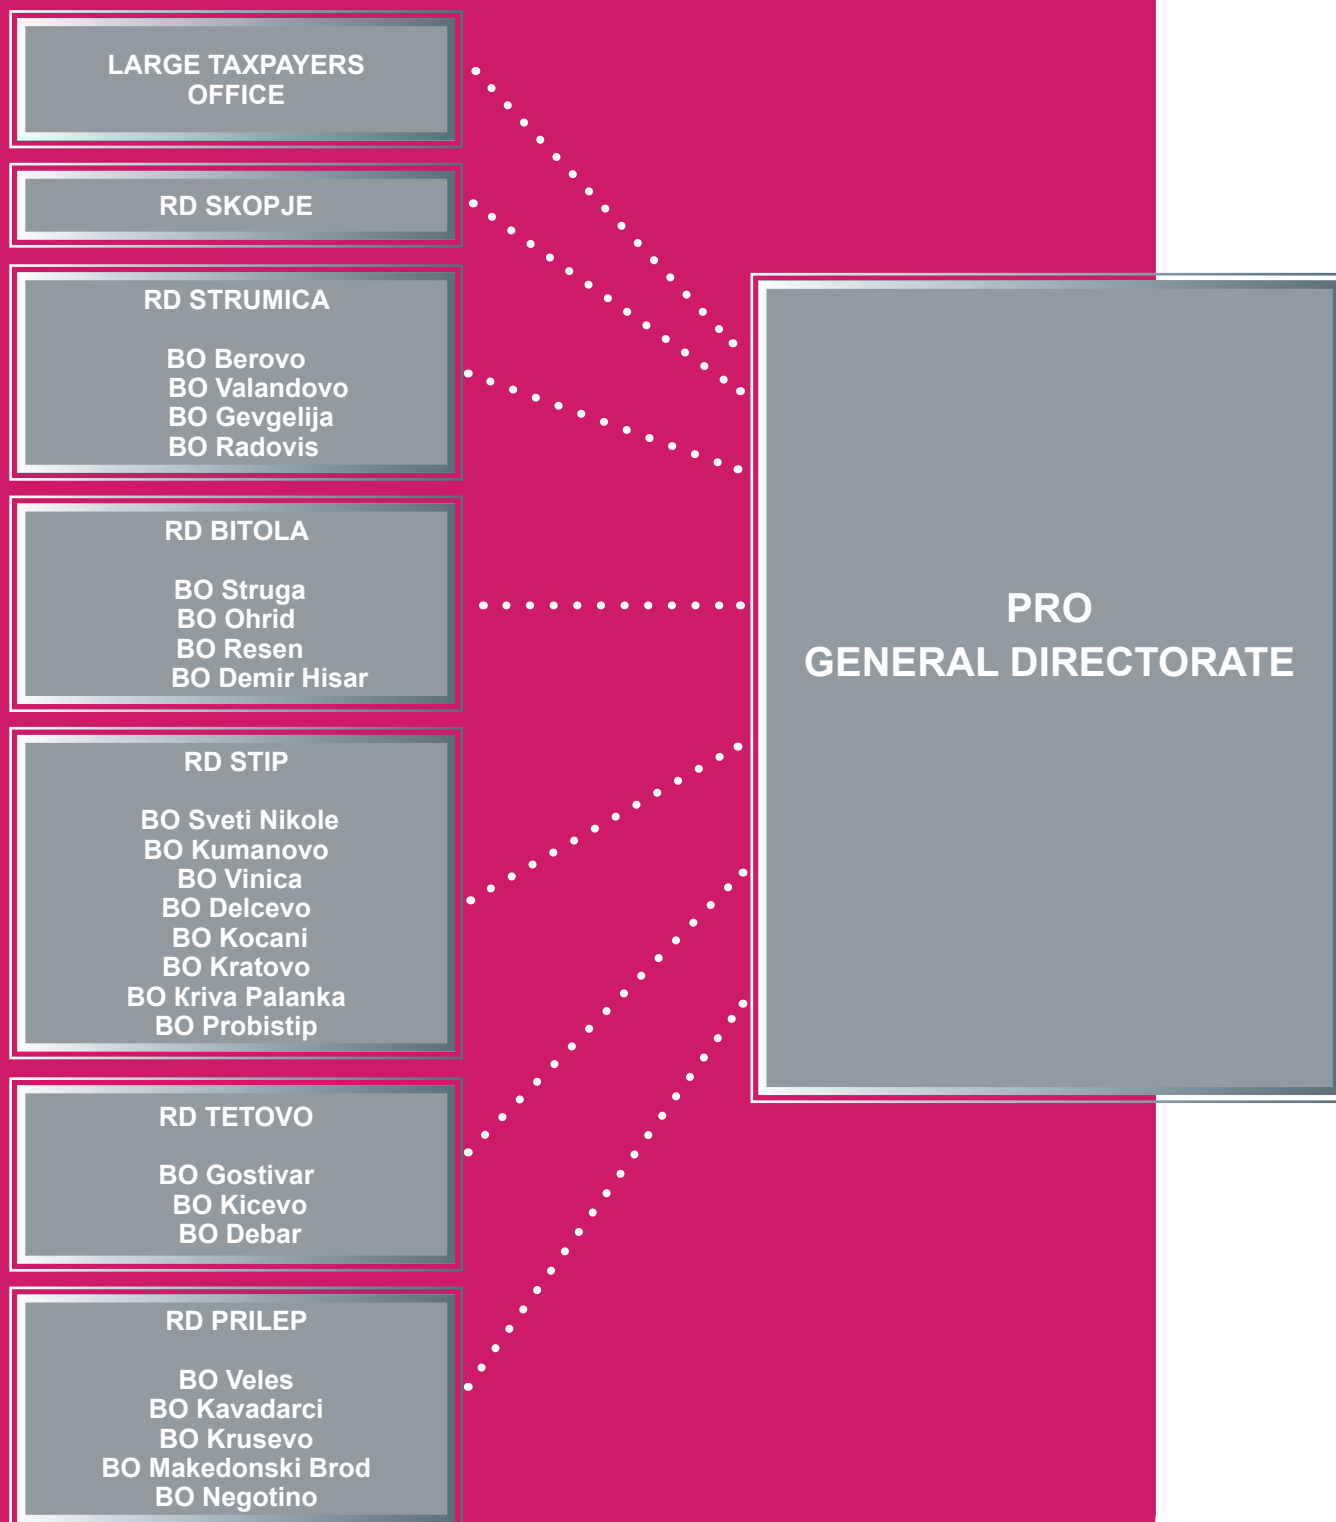 LARGE TAXPAYERS
OFFICE
RD SKOPJE
RD STRUMICA
BO Berovo
BO Valandovo
BO Gevgelija
BO Radovis
RD BITOLA
BO Struga
BO Ohrid
BO Resen
BO Demir Hisar
RD STIP
BO Sveti Nikole
BO Kumanovo
BO Vinica
BO Delcevo
BO Kocani
BO Kratovo
BO Кriva Palanka
BO Probistip
RD TETOVO
BO Gostivar
BO Kicevo
BO Debar
RD PRILEP
BO Veles
BO Kavadarci
BO Krusevo
BO Makedonski Brod
BO Negotino
PRO
GENERAL DIRECTORATE